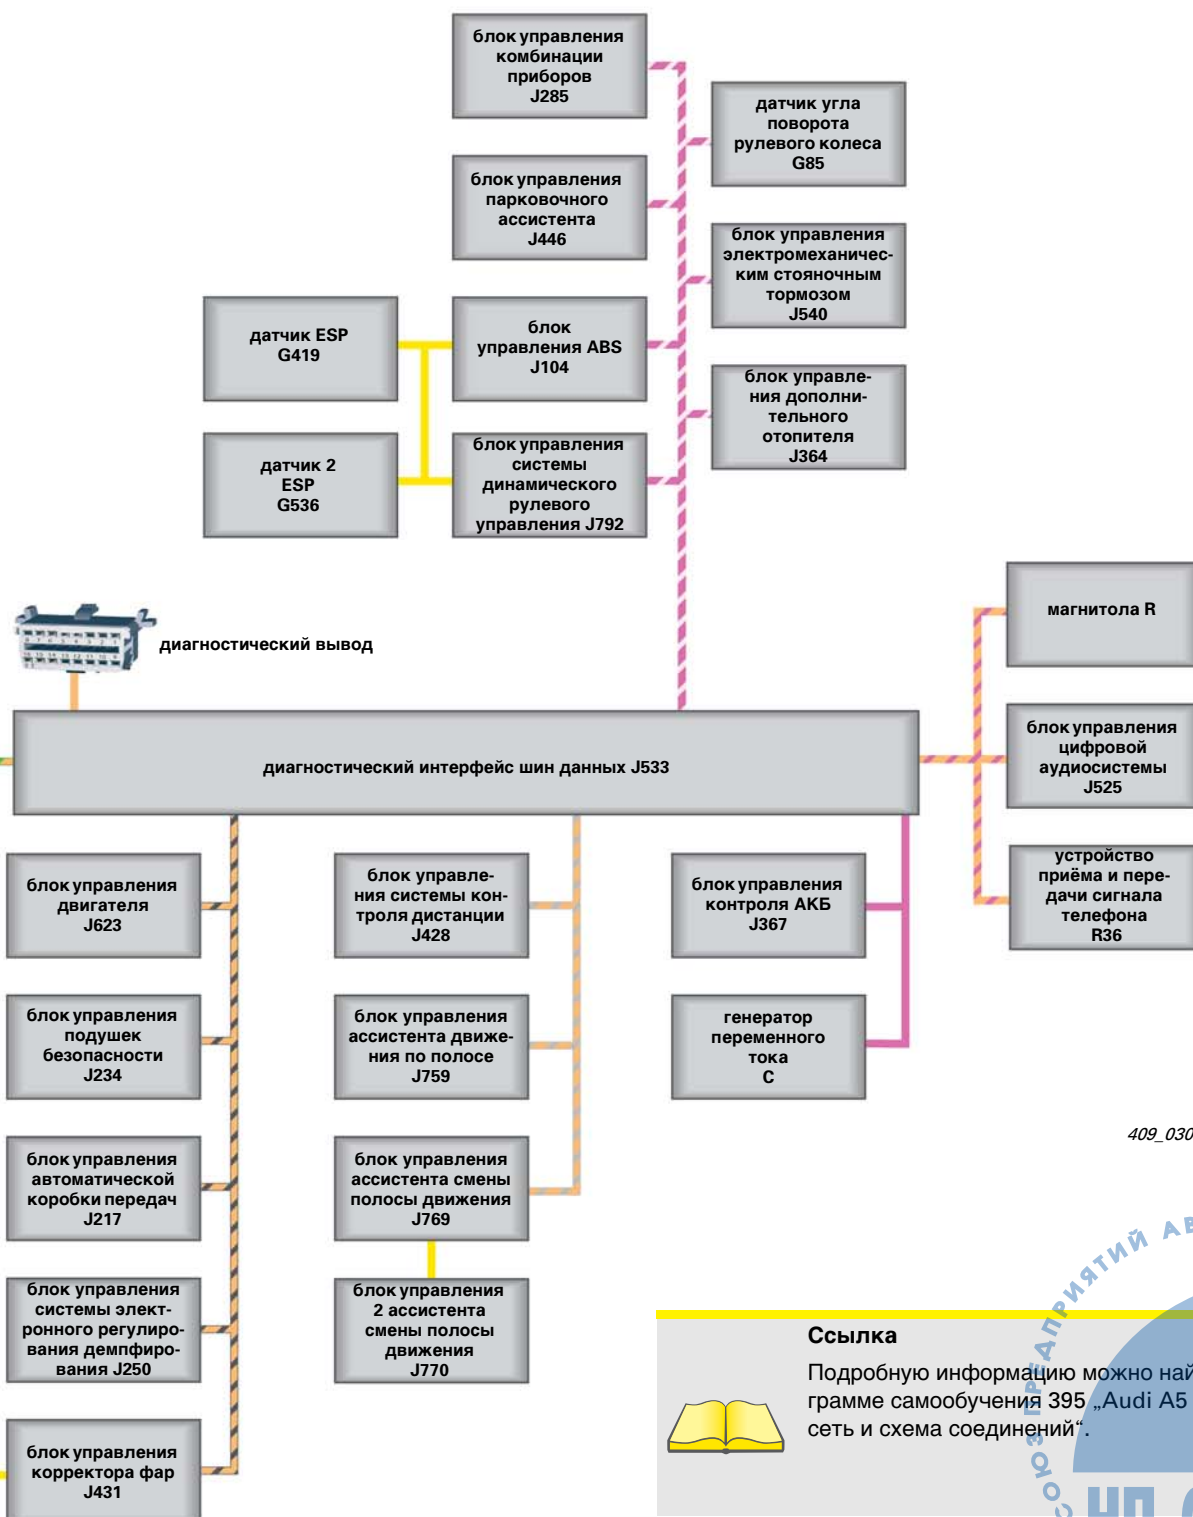 блок управления
комбинации
приборов
J285
датчик угла
поворота
рулевого колеса
G85
блок управления
парковочного
ассистента
J446
блок управления
электромеханичес-
ким стояночным
тормозом
J540
датчик ESP
G419
блок
управления ABS
J104
блок управле-
ния дополни-
тельного
отопителя
J364
датчик 2
ESP
G536
блок управления
системы
динамического
рулевого
управления J792
диагностический вывод
магнитола R
диагностический интерфейс шин данных J533
блок управления
цифровой
аудиосистемы
J525
устройство
приёма и пере-
дачи сигнала
телефона
R36
блок управления
двигателя
J623
блок управле-
ния системы кон-
троля дистанции
J428
блок управления
контроля АКБ
J367
блок управления
подушек
безопасности
J234
блок управления
ассистента движе-
ния по полосе
J759
генератор
переменного
тока
C
409_030
блок управления
автоматической
коробки передач
J217
блок управления
ассистента смены
полосы движения
J769
блок управления
системы элект-
ронного регулиро-
вания демпфиро-
вания J250
блок управления
2 ассистента
смены полосы
движения
J770
блок управления
корректора фар
J431
Ссылка
Подробную информацию можно най
грамме самообучения 395 „Audi A5
сеть и схема соединений“.
СОЮЗ ПРЕДПРИЯТИЙ АВ